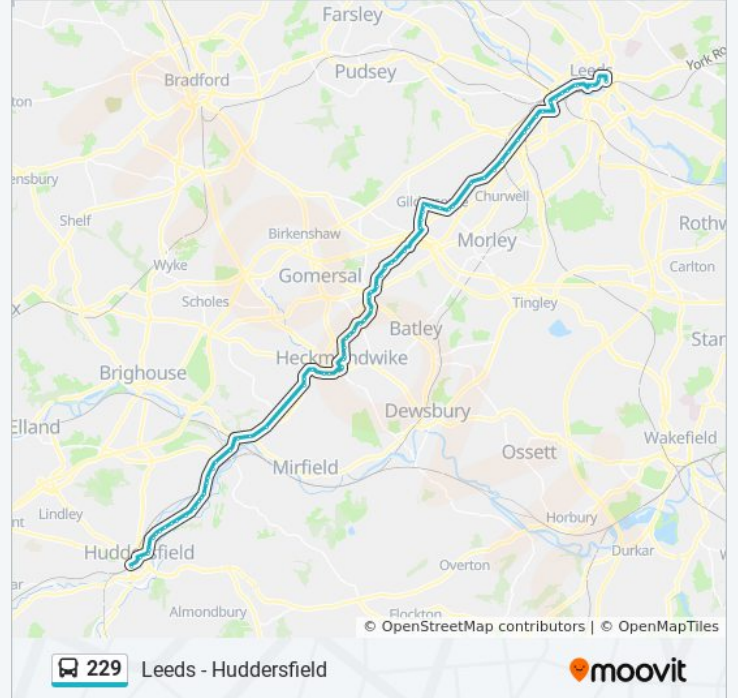 Farsley
Leeds
York Ro
Bradford
Pudsey
ton
ensbury
Churwell
Shelf
Birkenshaw
Rothw
Morley
Wyke
Carlton
Gomersal
Scholes
Tingley
x
Batley
Star
Heckmondwike
Brighouse
Dewsbury
Elland
Wakefield
Ossett
Mirfield
Lindley
nt
Horbury
Huddersfield
Durkar
W
Overton
ar
Almondbury
Flockton
© OpenStreetMap contributors | © OpenMapTiles
229 Leeds - Huddersfield
moovit